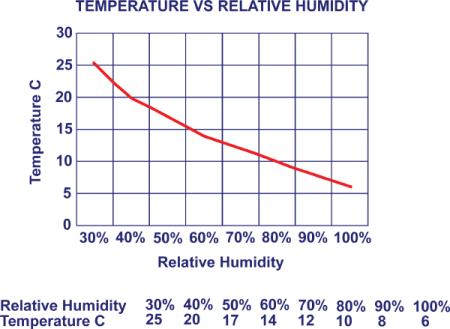 TEMPERATURE VS RELATIVE HUMIDITY
30
25
20
15
10
5
0
Temperature C
30% 40% 50% 60% 70% 80% 90% 100%
Relative Humidity
Relative Humidity 30% 40% 50% 60% 70% 80% 90% 100%
Temperature C 25 20 17 14 12 10 8 6